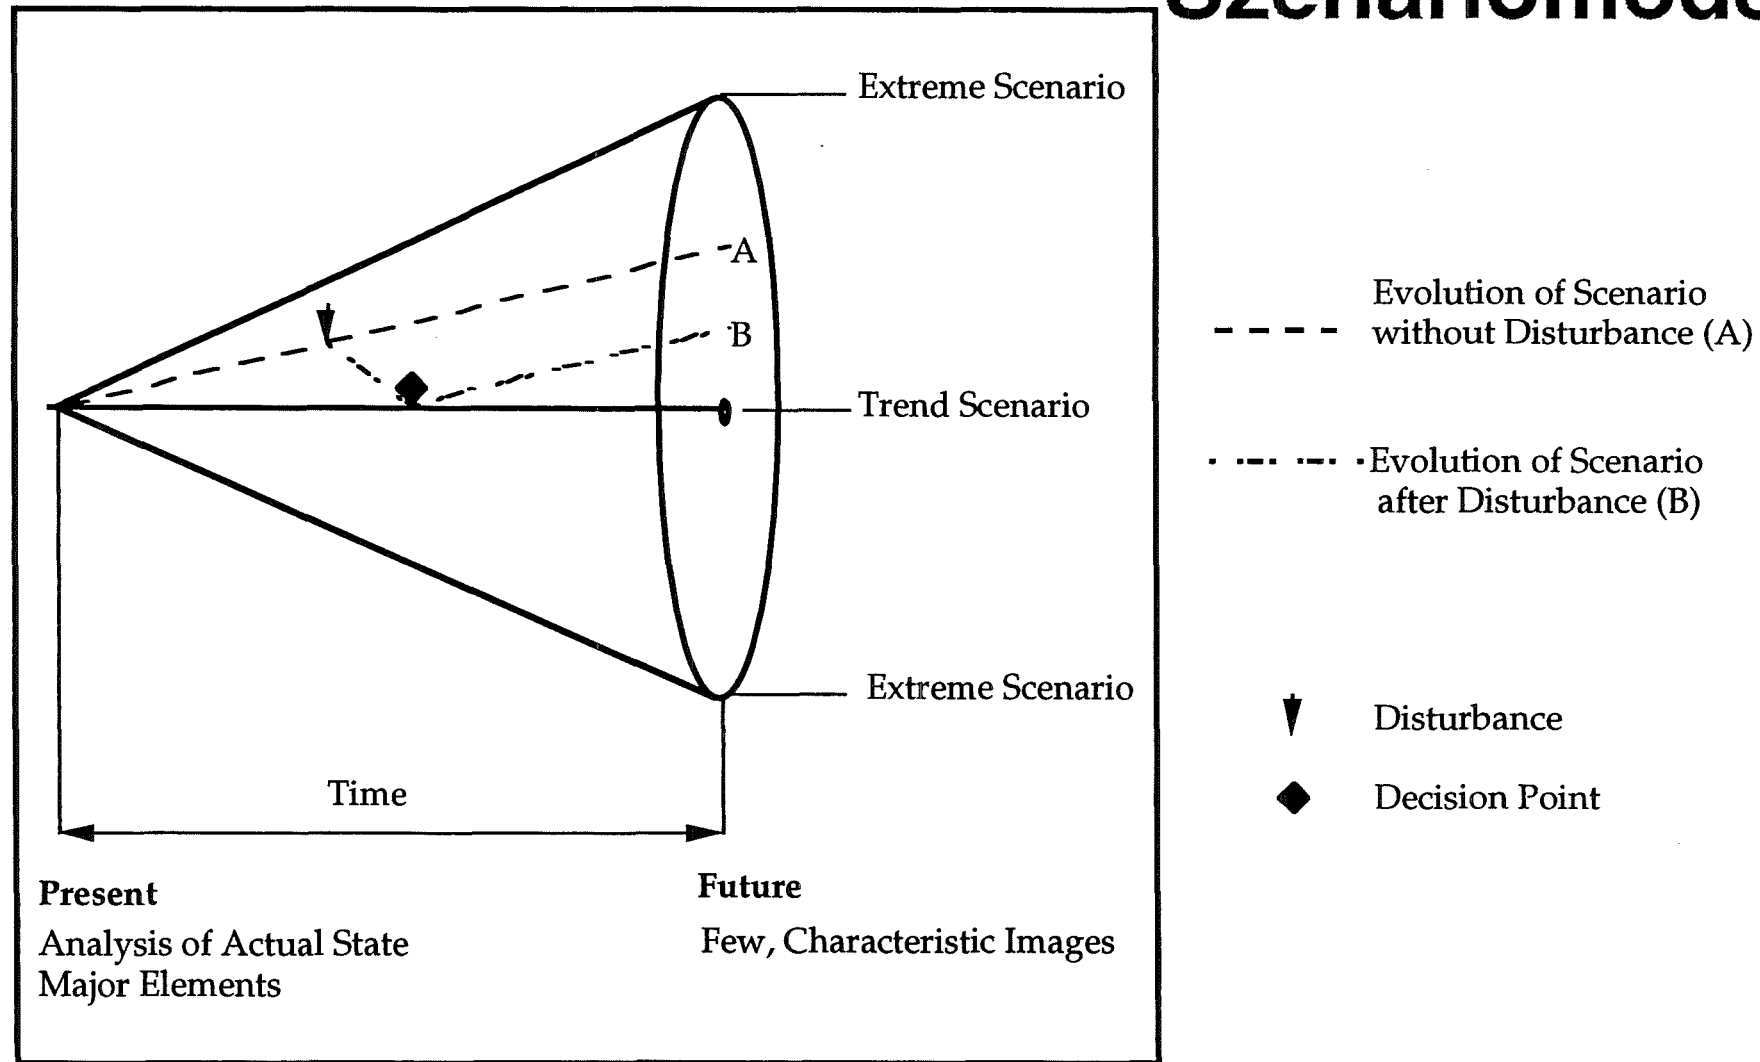 Extreme Scenario
A
B
Trend Scenario
Extreme Scenario
Time
Present
Analysis of Actual State
Major Elements
Future
Few, Characteristic Images
Evolution of Scenario
without Disturbance (A)
Evolution of Scenario
after Disturbance (B)
Disturbance
Decision Point